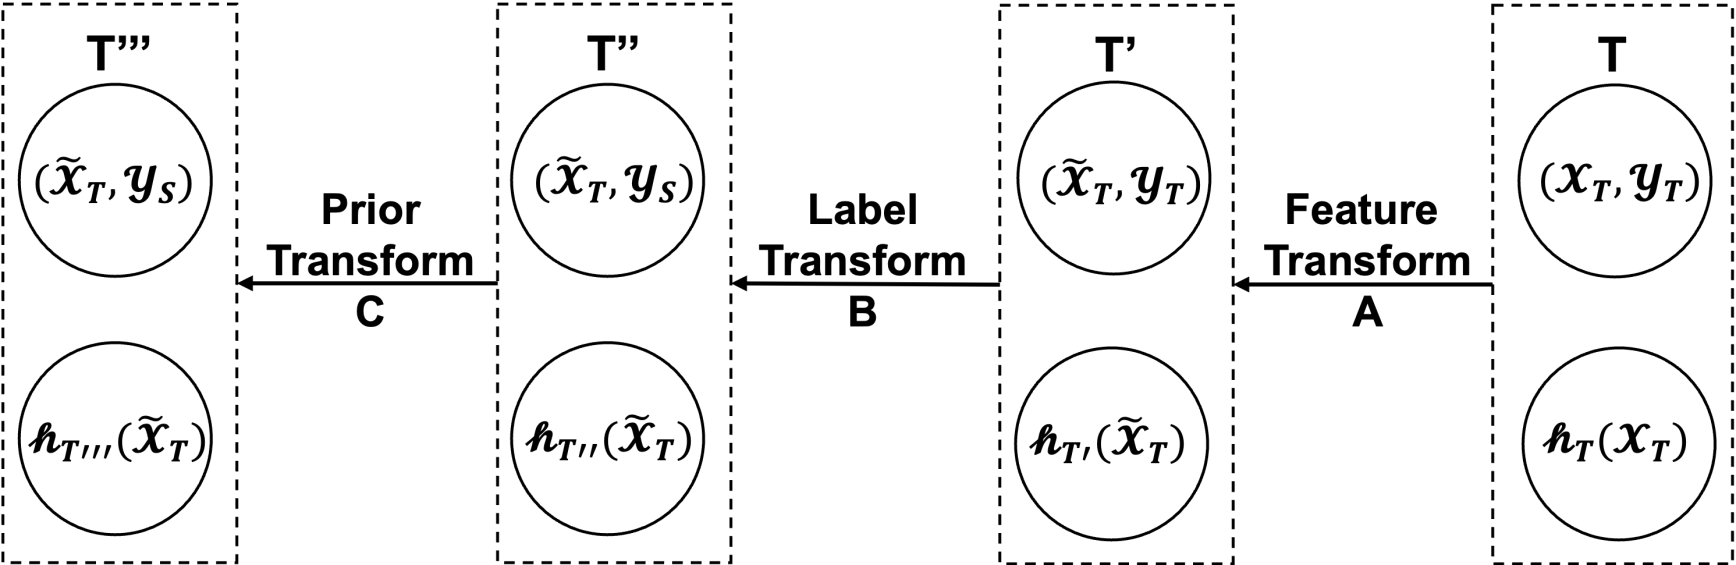 T’’’
(𝒳̃_T, 𝒴_S)
𝒽_T′′′(𝒳̃_T)
Prior
Transform
C
T’’
(𝒳̃_T, 𝒴_S)
𝒽_T′′(𝒳̃_T)
Label
Transform
B
T’
(𝒳̃_T, 𝒴_T)
𝒽_T′(𝒳̃_T)
Feature
Transform
A
T
(𝒳_T, 𝒴_T)
𝒽_T(𝒳_T)